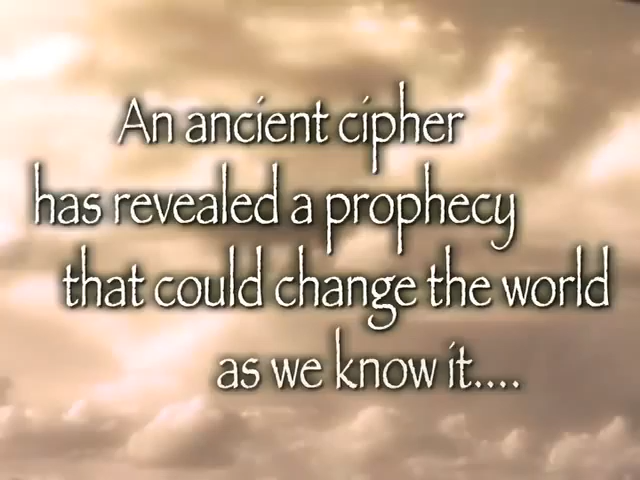 An ancient cipher
has revealed a prophecy
that could change the world
as we know it....